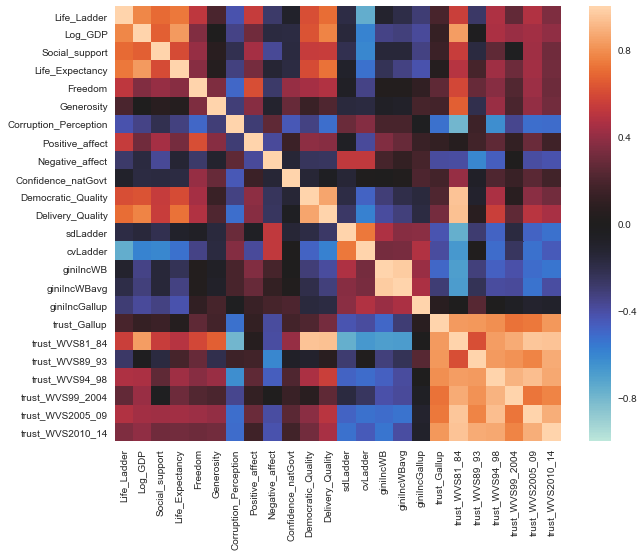 Life_Ladder
Log_GDP
Social_support
Life_Expectancy
Freedom
Generosity
Corruption_Perception
Positive_affect
Negative_affect
Confidence_natGovt
Democratic_Quality
Delivery_Quality
sdLadder
cvLadder
giniIncWB
giniIncWBavg
giniIncGallup
trust_Gallup
trust_WVS81_84
trust_WVS89_93
trust_WVS94_98
trust_WVS99_2004
trust_WVS2005_09
trust_WVS2010_14
Life_Ladder
Log_GDP
Social_support
Life_Expectancy
Freedom
Generosity
Corruption_Perception
Positive_affect
Negative_affect
Confidence_natGovt
Democratic_Quality
Delivery_Quality
sdLadder
cvLadder
giniIncWB
giniIncWBavg
giniIncGallup
trust_Gallup
trust_WVS81_84
trust_WVS89_93
trust_WVS94_98
trust_WVS99_2004
trust_WVS2005_09
trust_WVS2010_14
0.8
0.4
0.0
−0.4
−0.8